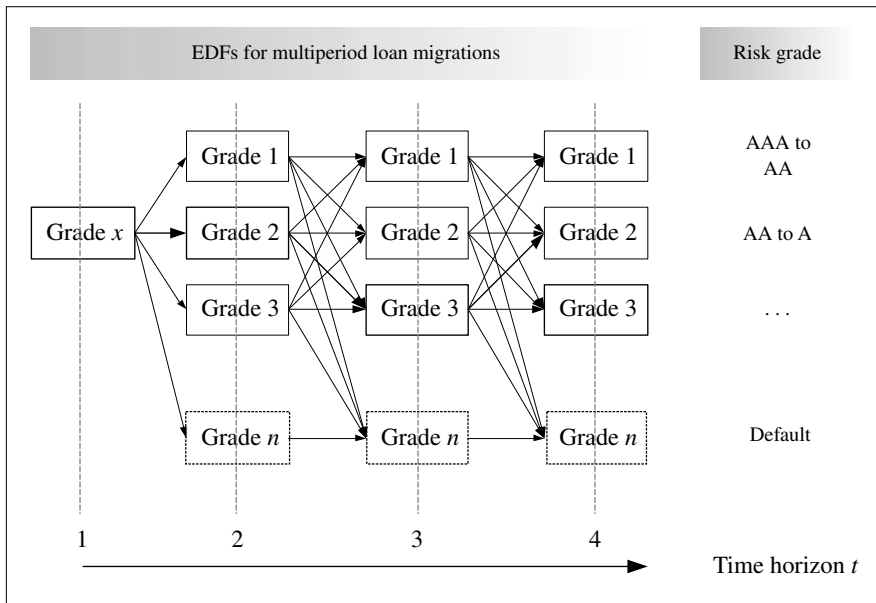 EDFs for multiperiod loan migrations
Risk grade
Grade 1
Grade 1
Grade 1
AAA to
AA
Grade x
Grade 2
Grade 2
Grade 2
AA to A
Grade 3
Grade 3
Grade 3
. . .
Grade n
Grade n
Grade n
Default
1
2
3
4
Time horizon t